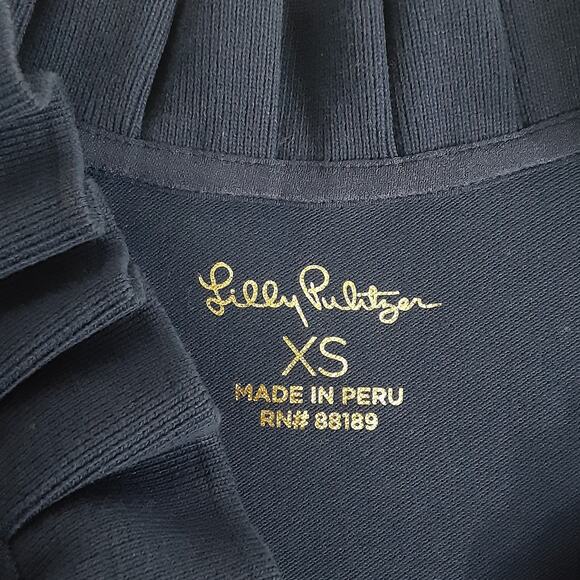 Lilly Pulitzer
XS
MADE IN PERU
RN# 88189